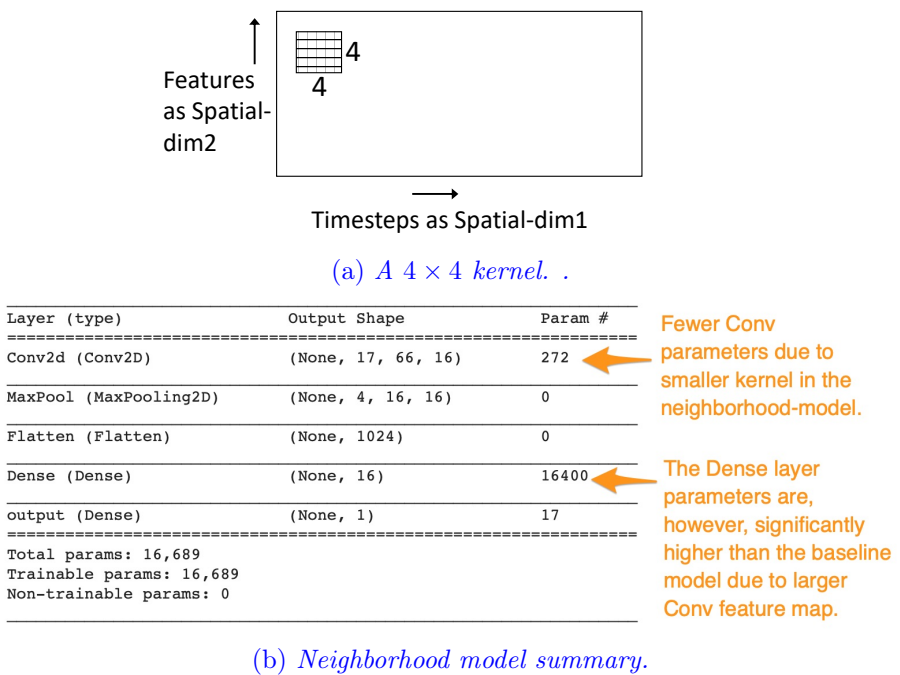 Features
as Spatial-
dim2
4
4
Timesteps as Spatial-dim1
(a) A 4 × 4 kernel. .
Layer (type) Output Shape Param #
=================================================================
Conv2d (Conv2D) (None, 17, 66, 16) 272
MaxPool (MaxPooling2D) (None, 4, 16, 16) 0
Flatten (Flatten) (None, 1024) 0
Dense (Dense) (None, 16) 16400
output (Dense) (None, 1) 17
=================================================================
Total params: 16,689
Trainable params: 16,689
Non-trainable params: 0
Fewer Conv
parameters due to
smaller kernel in the
neighborhood-model.
The Dense layer
parameters are,
however, significantly
higher than the baseline
model due to larger
Conv feature map.
(b) Neighborhood model summary.